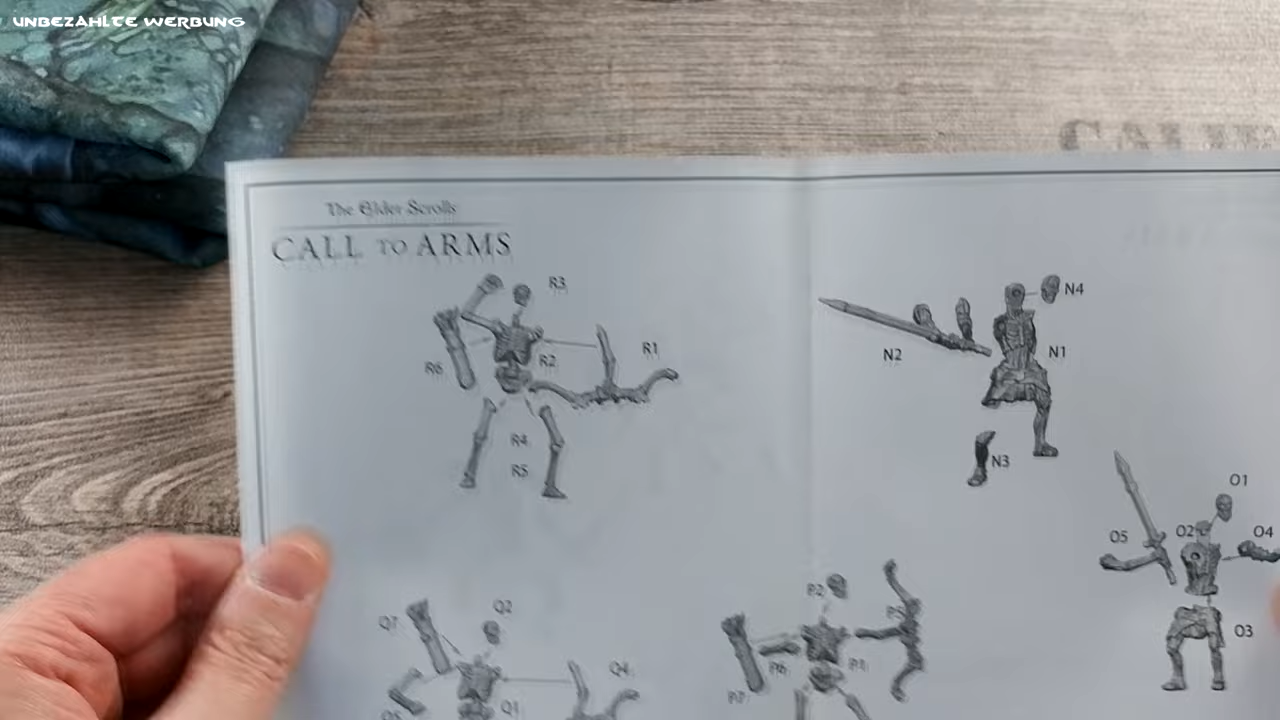 UNBEZAHLTE WERBUNG
The Elder Scrolls
CALL TO ARMS
R3
R1
R2
R6
R4
R5
N4
N2
N1
N3
O1
O5
O2
O4
O3
Q7
Q2
Q4
Q1
P2
P6
P1
P7